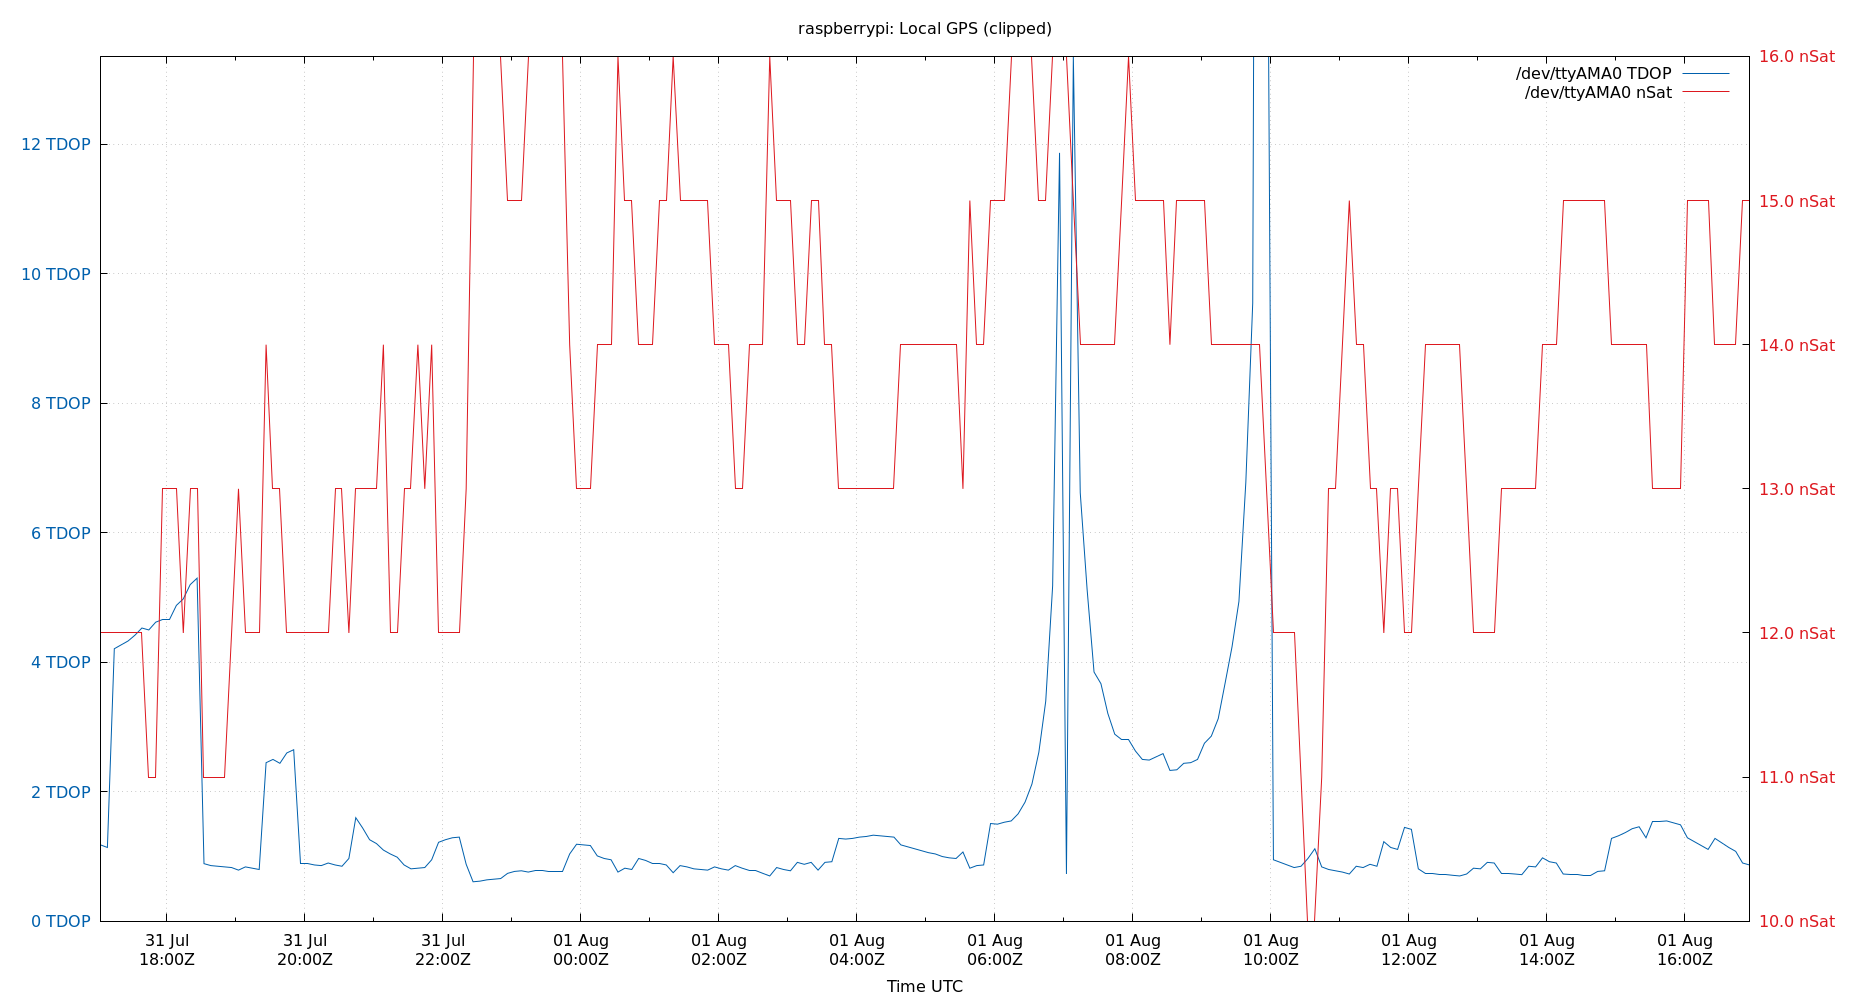 raspberrypi: Local GPS (clipped)
16.0 nSat
/dev/ttyAMA0 TDOP
/dev/ttyAMA0 nSat
12 TDOP
15.0 nSat
10 TDOP
14.0 nSat
8 TDOP
13.0 nSat
6 TDOP
12.0 nSat
4 TDOP
11.0 nSat
2 TDOP
0 TDOP
10.0 nSat
31 Jul 31 Jul 31 Jul 01 Aug 01 Aug 01 Aug 01 Aug 01 Aug 01 Aug 01 Aug 01 Aug 01 Aug
18:00Z 20:00Z 22:00Z 00:00Z 02:00Z 04:00Z 06:00Z 08:00Z 10:00Z 12:00Z 14:00Z 16:00Z
Time UTC